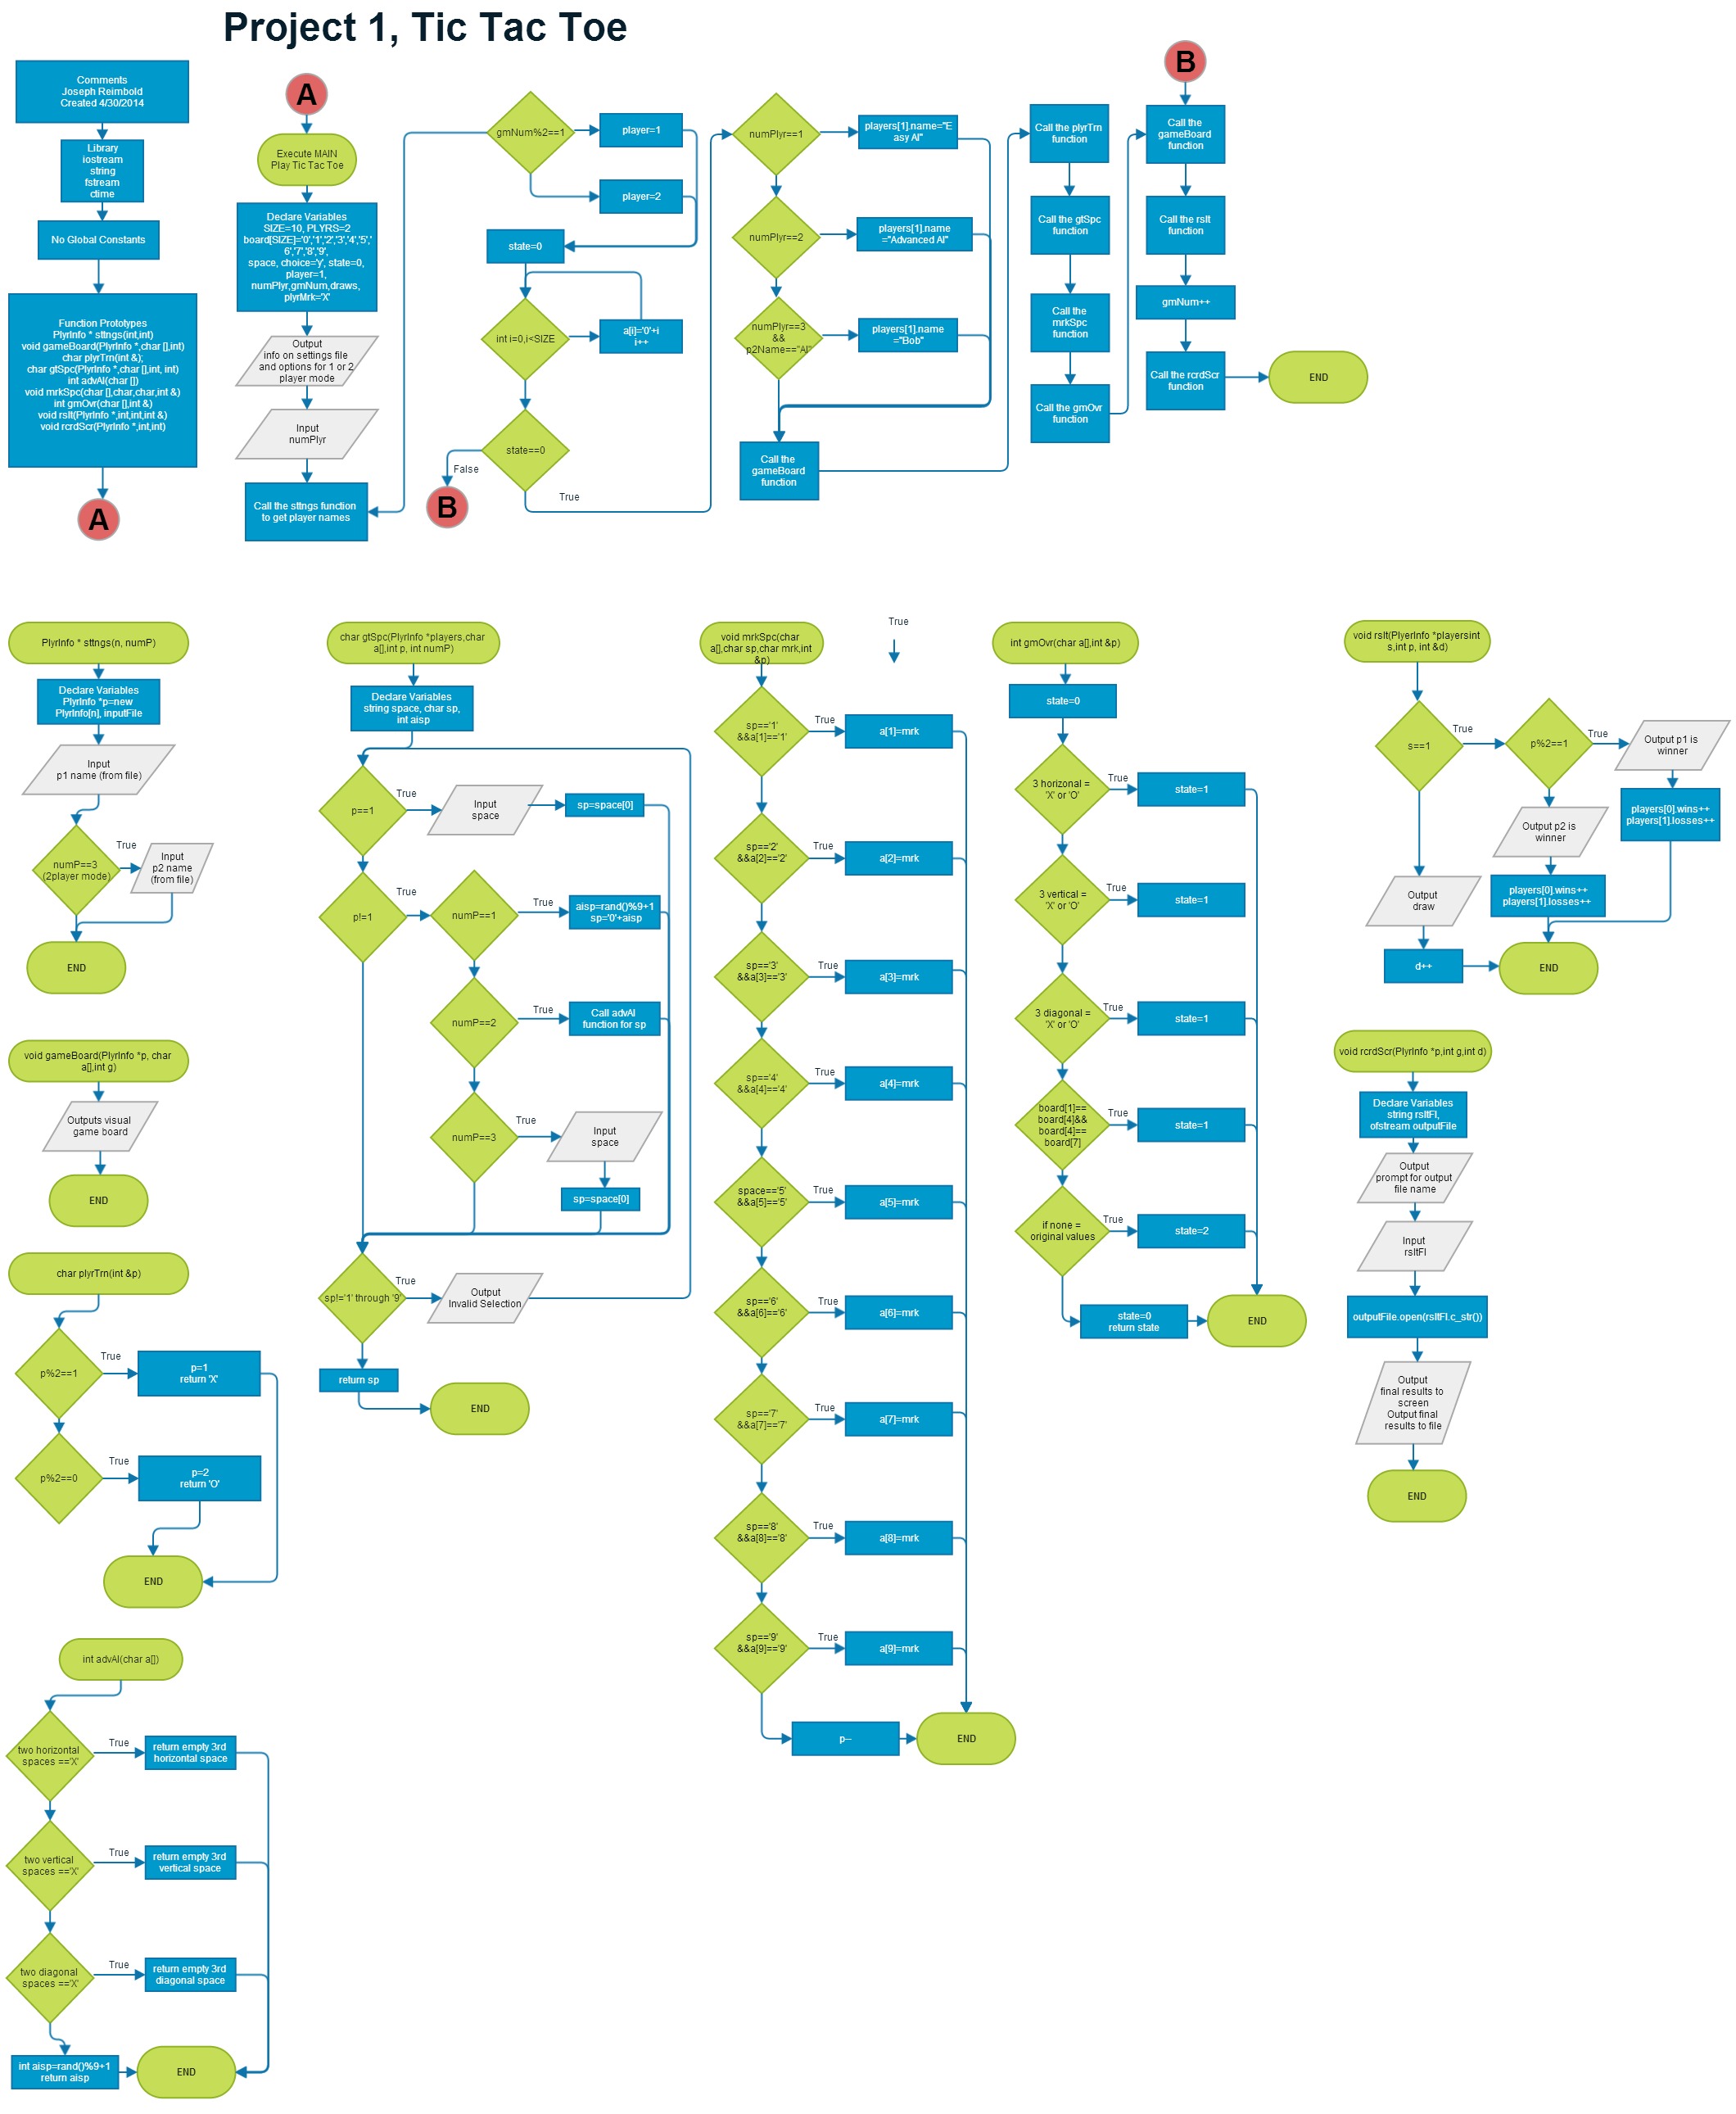 Project 1, Tic Tac Toe
Comments
Joseph Reimbold
Created 4/30/2014
Library
iostream
string
fstream
ctime
No Global Constants
Function Prototypes
PlyrInfo * sttngs(int,int)
void gameBoard(PlyrInfo *,char [],int)
char plyrTrn(int &);
char gtSpc(PlyrInfo *,char [],int, int)
int advAI(char [])
void mrkSpc(char [],char,char,int &)
int gmOvr(char [],int &)
void rslt(PlyrInfo *,int,int,int &)
void rcrdScr(PlyrInfo *,int,int)
A
A
Execute MAIN
Play Tic Tac Toe
Declare Variables
SIZE=10, PLYRS=2
board[SIZE]='0','1','2','3','4','5','
6','7','8','9',
space, choice='y', state=0,
player=1,
numPlyr,gmNum,draws,
plyrMrk='X'
Output
info on settings file
and options for 1 or 2
player mode
Input
numPlyr
Call the sttngs function
to get player names
gmNum%2==1
player=1
player=2
state=0
int i=0,i<SIZE
a[i]='0'+i
i++
state==0
False
B
True
numPlyr==1
players[1].name="E
asy AI"
numPlyr==2
players[1].name
="Advanced AI"
numPlyr==3
&&
p2Name=="AI"
players[1].name
="Bob"
Call the
gameBoard
function
Call the plyrTrn
function
Call the gtSpc
function
Call the
mrkSpc
function
Call the gmOvr
function
B
Call the
gameBoard
function
Call the rslt
function
gmNum++
Call the rcrdScr
function
END
PlyrInfo * sttngs(n, numP)
Declare Variables
PlyrInfo *p=new
PlyrInfo[n], inputFile
Input
p1 name (from file)
numP==3
(2player mode)
True
Input
p2 name
(from file)
END
void gameBoard(PlyrInfo *p, char
a[],int g)
Outputs visual
game board
END
char plyrTrn(int &p)
p%2==1
True
p=1
return 'X'
p%2==0
True
p=2
return 'O'
END
int advAI(char a[])
two horizontal
spaces =='X'
True
return empty 3rd
horizontal space
two vertical
spaces =='X'
True
return empty 3rd
vertical space
two diagonal
spaces =='X'
True
return empty 3rd
diagonal space
int aisp=rand()%9+1
return aisp
END
char gtSpc(PlyrInfo *players,char
a[],int p, int numP)
Declare Variables
string space, char sp,
int aisp
p==1
True
Input
space
sp=space[0]
p!=1
True
numP==1
True
aisp=rand()%9+1
sp='0'+aisp
numP==2
True
Call advAI
function for sp
numP==3
True
Input
space
sp=space[0]
sp!='1' through '9'
True
Output
Invalid Selection
return sp
END
void mrkSpc(char
a[],char sp,char mrk,int
&p)
True
sp=='1'
&&a[1]=='1'
True
a[1]=mrk
sp=='2'
&&a[2]=='2'
True
a[2]=mrk
sp=='3'
&&a[3]=='3'
True
a[3]=mrk
sp=='4'
&&a[4]=='4'
True
a[4]=mrk
space=='5'
&&a[5]=='5'
True
a[5]=mrk
sp=='6'
&&a[6]=='6'
True
a[6]=mrk
sp=='7'
&&a[7]=='7'
True
a[7]=mrk
sp=='8'
&&a[8]=='8'
True
a[8]=mrk
sp=='9'
&&a[9]=='9'
True
a[9]=mrk
p--
END
int gmOvr(char a[],int &p)
state=0
3 horizonal =
'X' or 'O'
True
state=1
3 vertical =
'X' or 'O'
True
state=1
3 diagonal =
'X' or 'O'
True
state=1
board[1]==
board[4]&&
board[4]==
board[7]
True
state=1
if none =
original values
True
state=2
state=0
return state
END
void rslt(PlyerInfo *playersint
s,int p, int &d)
s==1
True
p%2==1
True
Output p1 is
winner
players[0].wins++
players[1].losses++
Output p2 is
winner
players[0].wins++
players[1].losses++
Output
draw
d++
END
void rcrdScr(PlyrInfo *p,int g,int d)
Declare Variables
string rsltFl,
ofstream outputFile
Output
prompt for output
file name
Input
rsltFl
outputFile.open(rsltFl.c_str())
Output
final results to
screen
Output final
results to file
END